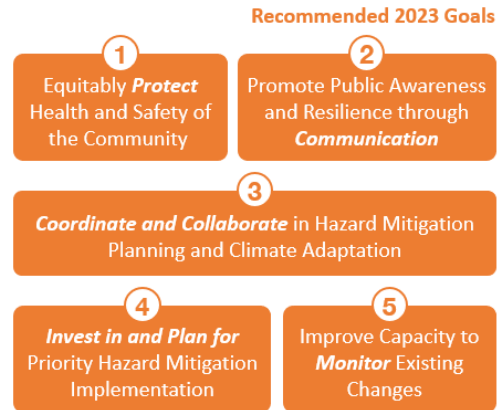 Recommended 2023 Goals
1
Equitably Protect
Health and Safety of
the Community
2
Promote Public Awareness
and Resilience through
Communication
3
Coordinate and Collaborate in Hazard Mitigation
Planning and Climate Adaptation
4
Invest in and Plan for
Priority Hazard Mitigation
Implementation
5
Improve Capacity to
Monitor Existing
Changes